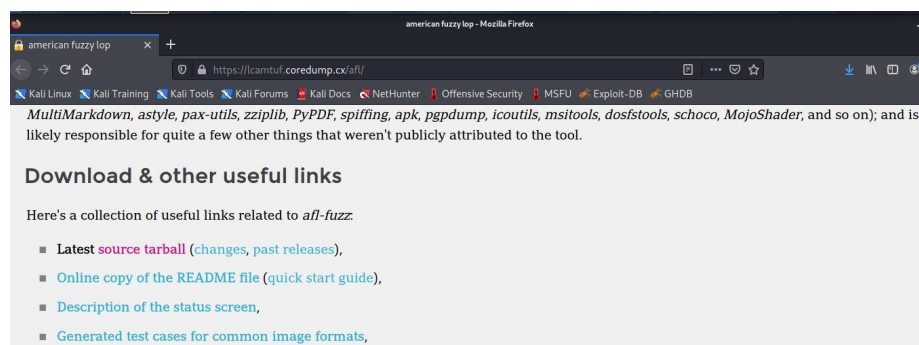 american fuzzy lop - Mozilla Firefox
american fuzzy lop
https://lcamtuf.coredump.cx/afl/
Kali Linux Kali Training Kali Tools Kali Forums Kali Docs NetHunter Offensive Security MSFU Exploit-DB GHDB
MultiMarkdown, astyle, pax-utils, zziplib, PyPDF, spiffing, apk, pgpdump, icoutils, msitools, dosfstools, schoco, MojoShader, and so on); and is
likely responsible for quite a few other things that weren't publicly attributed to the tool.
Download & other useful links
Here's a collection of useful links related to afl-fuzz:
Latest source tarball (changes, past releases),
Online copy of the README file (quick start guide),
Description of the status screen,
Generated test cases for common image formats,